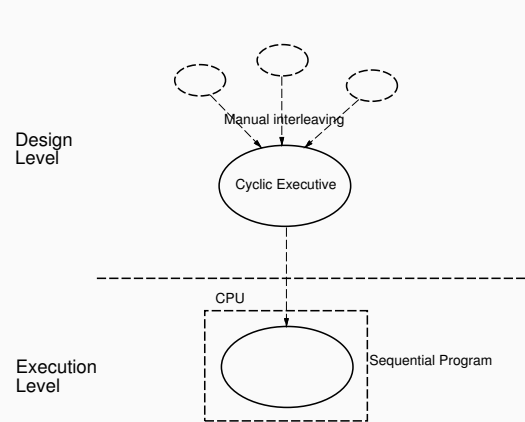 Manual interleaving
Design
Level
Cyclic Executive
CPU
Sequential Program
Execution
Level